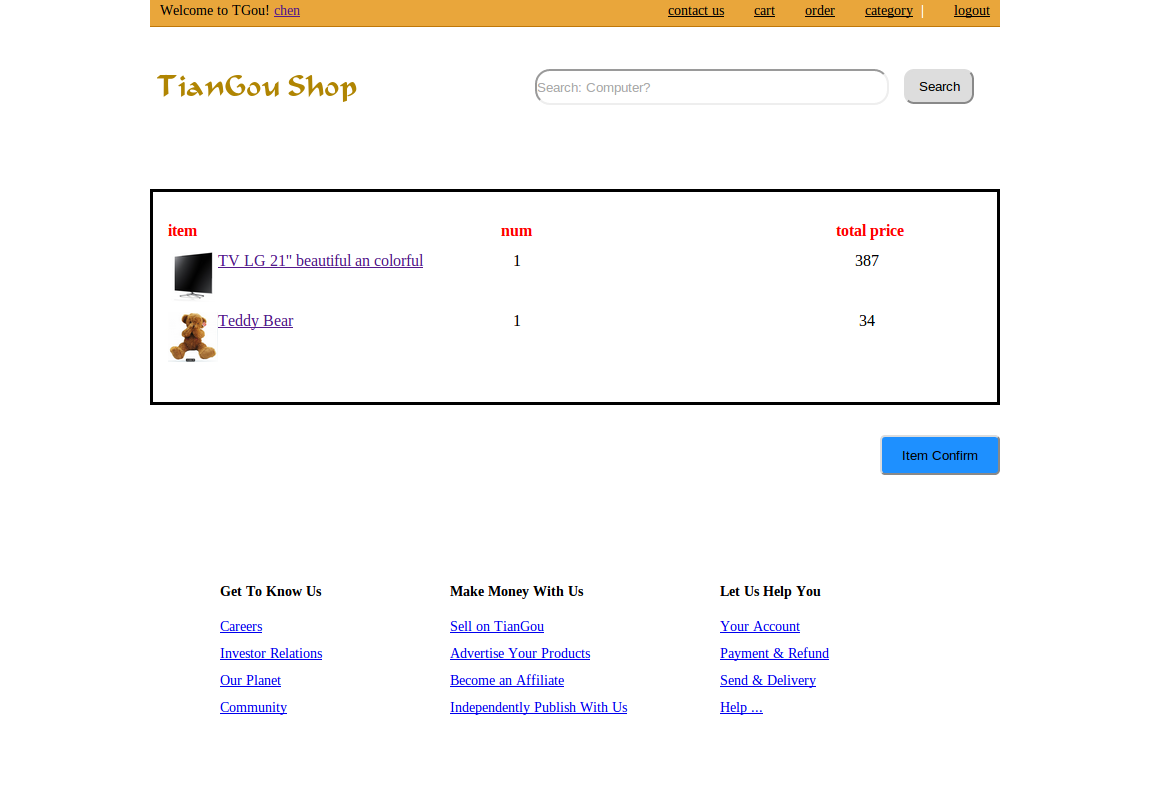 Welcome to TGou! chen contact us cart order category | logout
TianGou Shop Search: Computer? Search
item num total price
TV LG 21" beautiful an colorful 1 387
Teddy Bear 1 34
Item Confirm
Get To Know Us Make Money With Us Let Us Help You
Careers Sell on TianGou Your Account
Investor Relations Advertise Your Products Payment & Refund
Our Planet Become an Affiliate Send & Delivery
Community Independently Publish With Us Help ...